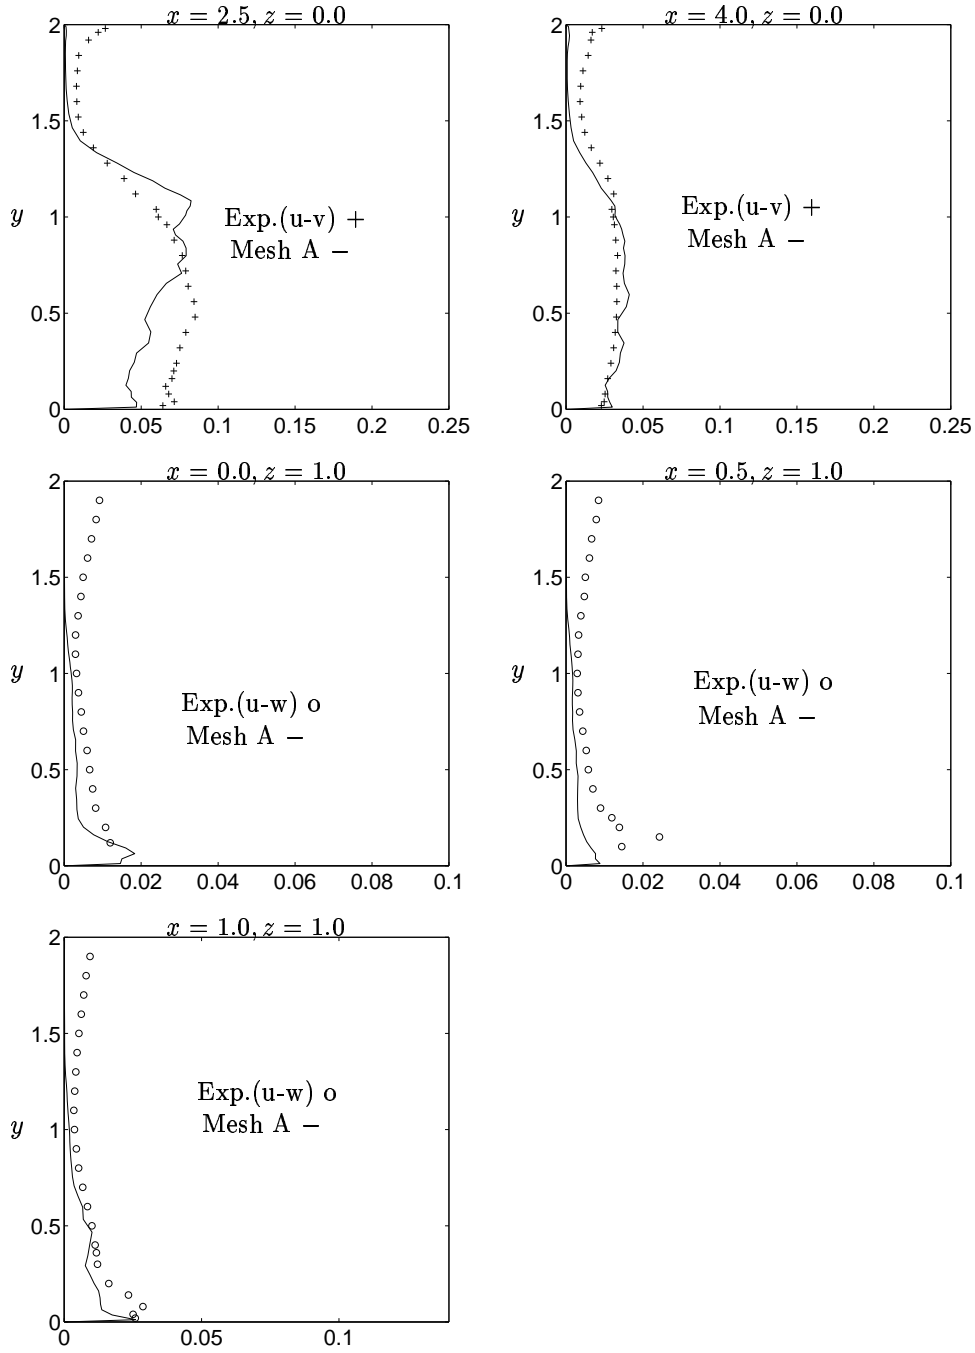 x = 2.5, z = 0.0
2
1.5
y
1
0.5
0
0
0.05
0.1
0.15
0.2
0.25
Exp.(u-v) +
Mesh A −
x = 4.0, z = 0.0
2
1.5
y
1
0.5
0
0
0.05
0.1
0.15
0.2
0.25
Exp.(u-v) +
Mesh A −
x = 0.0, z = 1.0
2
1.5
y
1
0.5
0
0
0.02
0.04
0.06
0.08
0.1
Exp.(u-w) o
Mesh A −
x = 0.5, z = 1.0
2
1.5
y
1
0.5
0
0
0.02
0.04
0.06
0.08
0.1
Exp.(u-w) o
Mesh A −
x = 1.0, z = 1.0
2
1.5
y
1
0.5
0
0
0.05
0.1
Exp.(u-w) o
Mesh A −